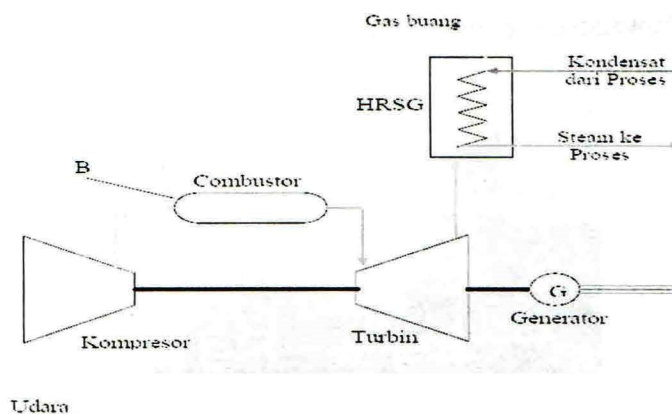 Gas buang
Kondensat
dari Proses
HRSG
Steam ke
Proses
B
Combustor
G
Generator
Kompresor
Turbin
Udara